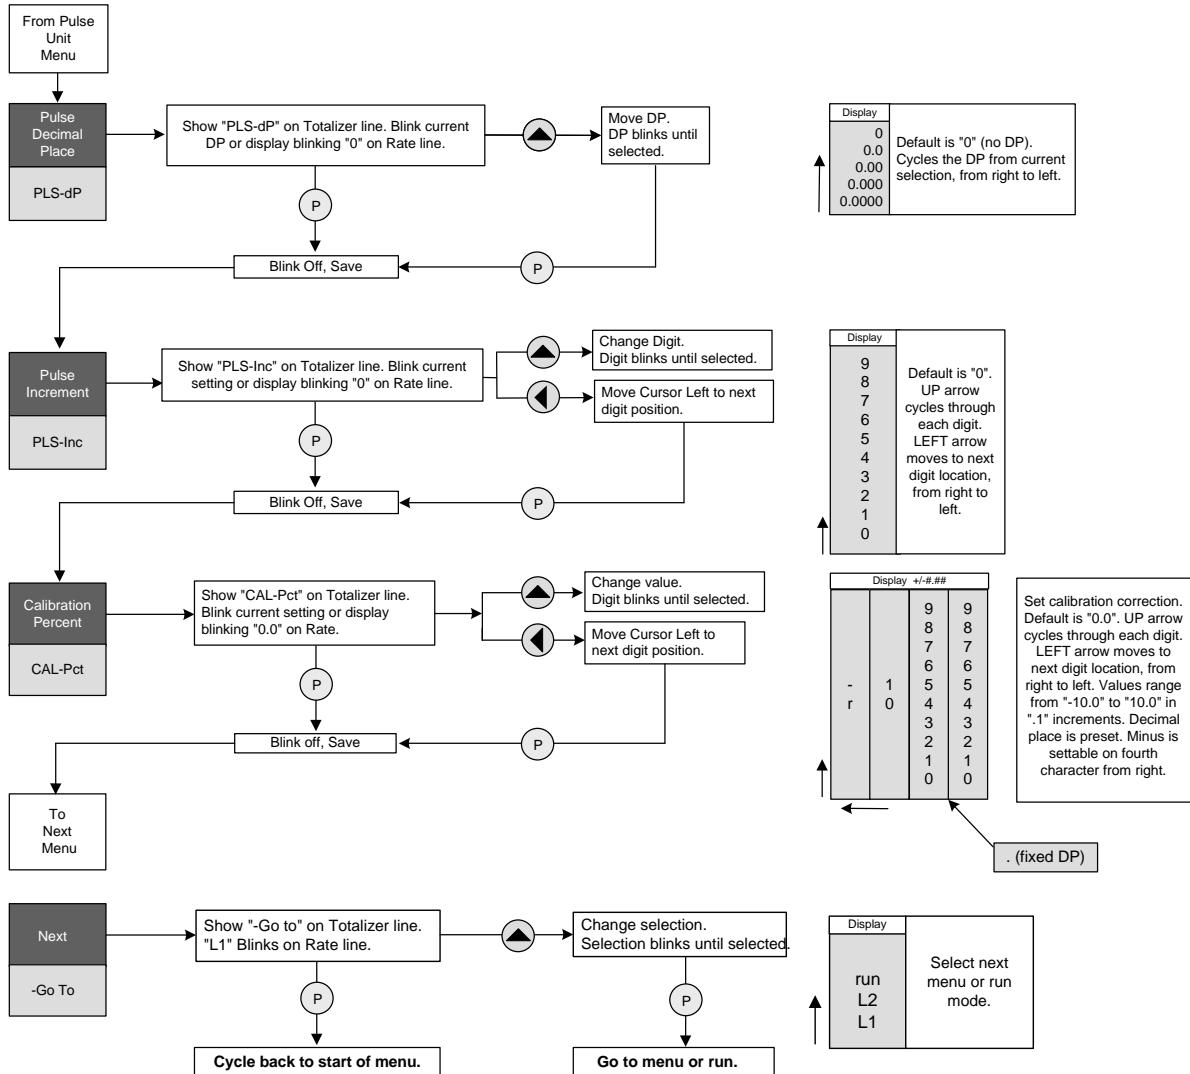 From Pulse
Unit
Menu
Pulse
Decimal
Place
PLS-dP
Show "PLS-dP" on Totalizer line. Blink current
DP or display blinking "0" on Rate line.
Move DP.
DP blinks until
selected.
P
Blink Off, Save
P
Display
0
0.0
0.00
0.000
0.0000
Default is "0" (no DP).
Cycles the DP from current
selection, from right to left.
Pulse
Increment
PLS-Inc
Show "PLS-Inc" on Totalizer line. Blink current
setting or display blinking "0" on Rate line.
Change Digit.
Digit blinks until selected.
Move Cursor Left to next
digit position.
P
Blink Off, Save
P
Display
9
8
7
6
5
4
3
2
1
0
Default is "0".
UP arrow
cycles through
each digit.
LEFT arrow
moves to next
digit location,
from right to
left.
Calibration
Percent
CAL-Pct
Show "CAL-Pct" on Totalizer line.
Blink current setting or display
blinking "0.0" on Rate.
Change value.
Digit blinks until selected.
Move Cursor Left to
next digit position.
P
Blink off, Save
P
Display +/-#.##
9 9
8 8
7 7
6 6
- 1 5 5
r 0 4 4
3 3
2 2
1 1
0 0
Set calibration correction.
Default is "0.0". UP arrow
cycles through each digit.
LEFT arrow moves to
next digit location, from
right to left. Values range
from "-10.0" to "10.0" in
".1" increments. Decimal
place is preset. Minus is
settable on fourth
character from right.
. (fixed DP)
To
Next
Menu
Next
-Go To
Show "-Go to" on Totalizer line.
"L1" Blinks on Rate line.
Change selection.
Selection blinks until selected.
P
P
Cycle back to start of menu.
Go to menu or run.
Display
run
L2
L1
Select next
menu or run
mode.